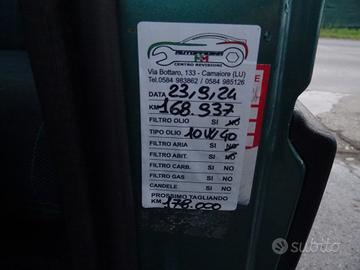 CENTRO REVISIONI
Via Bottaro, 133 - Camaiore (LU)
Tel.0584 983862 / 0584 985126
DATA 23,9,24
KM 168.937
FILTRO OLIO SI NO
TIPO OLIO 10W40
FILTRO ARIA SI NO
FILTRO ABIT. SI NO
FILTRO CARB. SI NO
FILTRO GAS SI NO
CANDELE SI NO
PROSSIMO TAGLIANDO
KM 178.000
subito